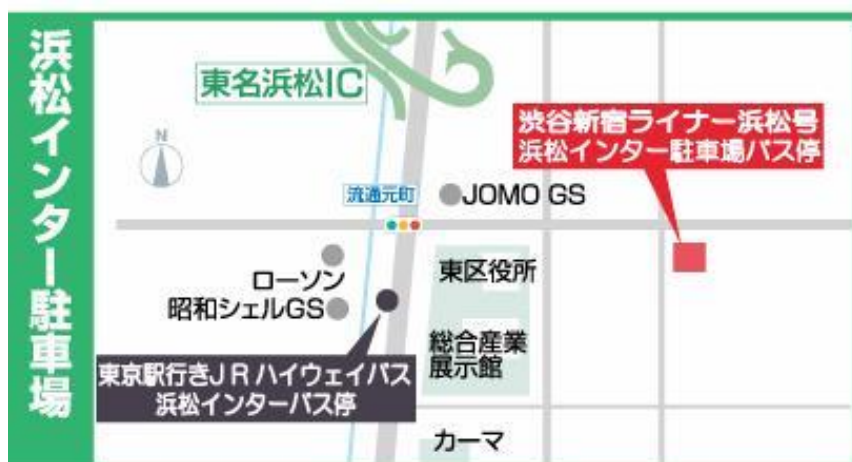 浜松インター駐車場
東名浜松IC
N
渋谷新宿ライナー浜松号
浜松インター駐車場バス停
流通元町
JOMO GS
ローソン
昭和シェルGS
東区役所
総合産業
展示館
東京駅行きJRハイウェイバス
浜松インターバス停
カーマ